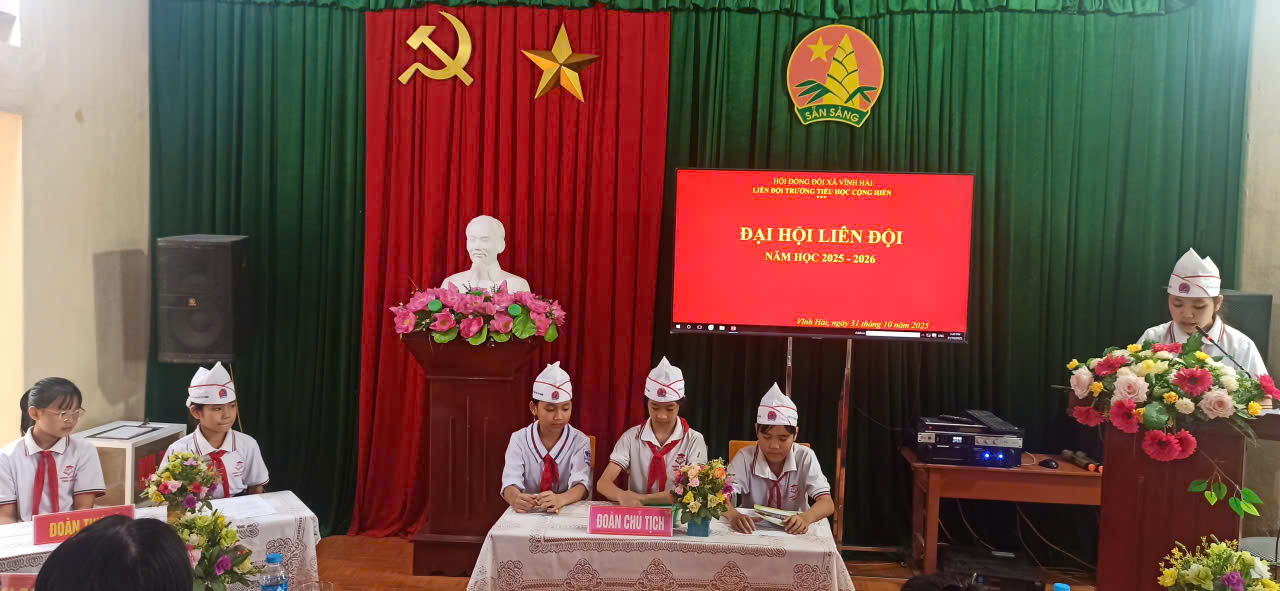 SẴN SÀNG
HỘI ĐỒNG ĐỘI XÃ VĨNH HẢI
LIÊN ĐỘI TRƯỜNG TIỂU HỌC CỘNG HIỀN
ĐẠI HỘI LIÊN ĐỘI
NĂM HỌC 2025 - 2026
Vĩnh Hải, ngày 31 tháng 10 năm 2025
ĐOÀN CHỦ TỊCH
ĐOÀN